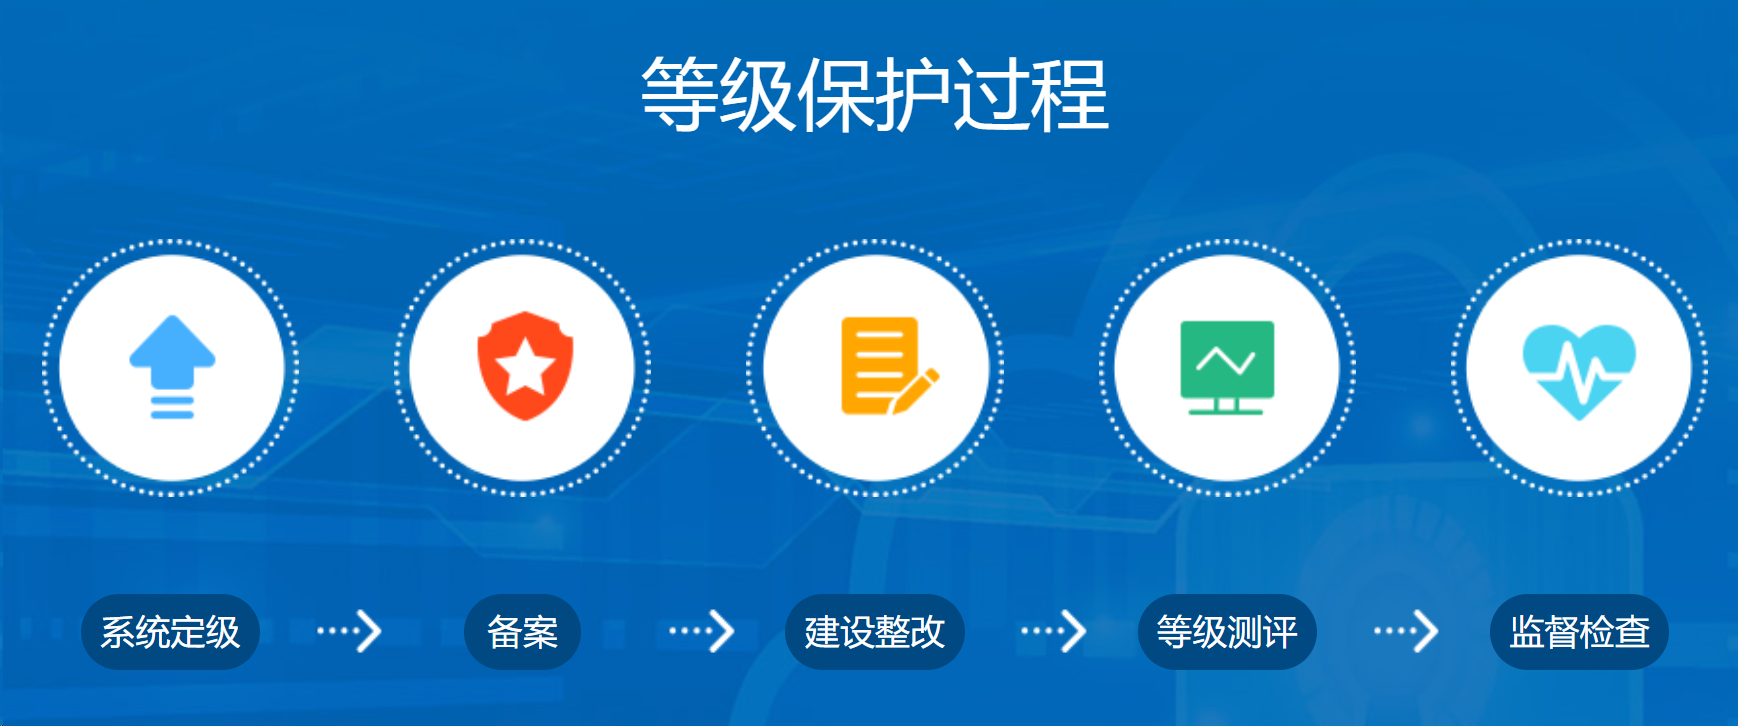 等级保护过程
系统定级
备案
建设整改
等级测评
监督检查